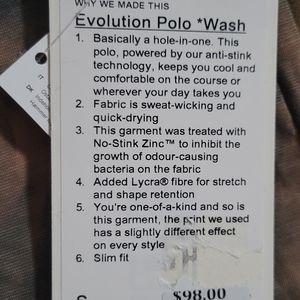 WHY WE MADE THIS
Evolution Polo *Wash
1. Basically a hole-in-one. This
polo, powered by our anti-stink
technology, keeps you cool and
comfortable on the course or
wherever your day takes you
2. Fabric is sweat-wicking and
quick-drying
3. This garment was treated with
No-Stink Zinc™ to inhibit the
growth of odour-causing
bacteria on the fabric
4. Added Lycra® fibre for stretch
and shape retention
5. You're one-of-a-kind and so is
this garment, the print we used
has a slightly different effect
on every style
6. Slim fit
$98.00
IT
DK